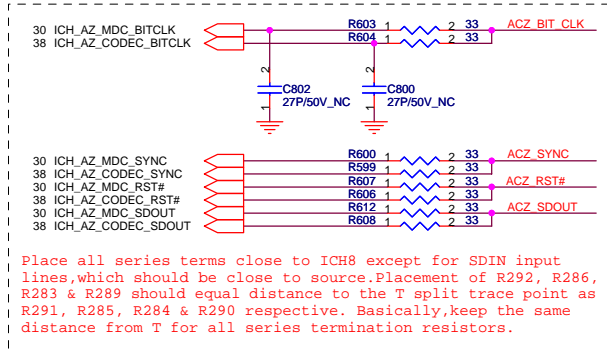 30 ICH_AZ_MDC_BITCLK R603 1 2 33 ACZ_BIT_CLK
38 ICH_AZ_CODEC_BITCLK R604 1 2 33
2 C802 1 27P/50V_NC
2 C800 1 27P/50V_NC
30 ICH_AZ_MDC_SYNC R600 1 2 33 ACZ_SYNC
38 ICH_AZ_CODEC_SYNC R599 1 2 33
30 ICH_AZ_MDC_RST# R607 1 2 33 ACZ_RST#
38 ICH_AZ_CODEC_RST# R606 1 2 33
30 ICH_AZ_MDC_SDOUT R612 1 2 33 ACZ_SDOUT
38 ICH_AZ_CODEC_SDOUT R608 1 2 33
Place all series terms close to ICH8 except for SDIN input
lines,which should be close to source.Placement of R292, R286,
R283 & R289 should equal distance to the T split trace point as
R291, R285, R284 & R290 respective. Basically,keep the same
distance from T for all series termination resistors.